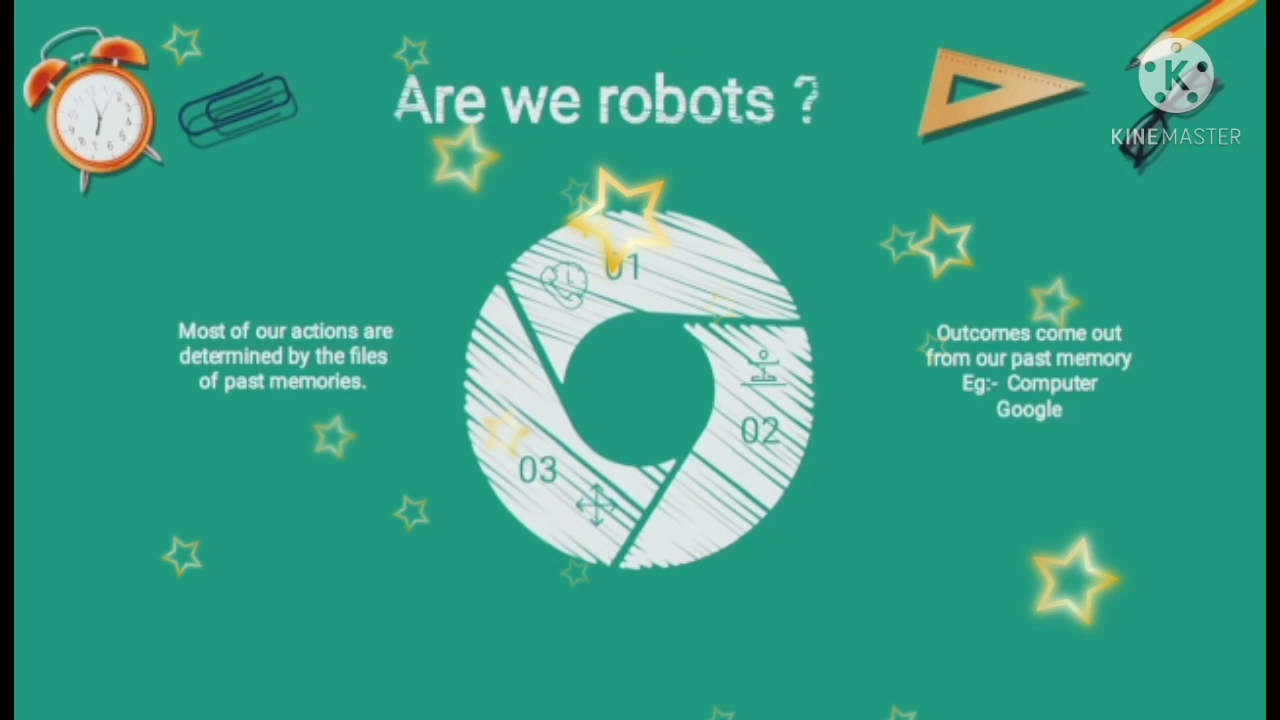 Are we robots ?
K
KINEMASTER
01
Most of our actions are
determined by the files
of past memories.
Outcomes come out
from our past memory
Eg:- Computer
Google
02
03